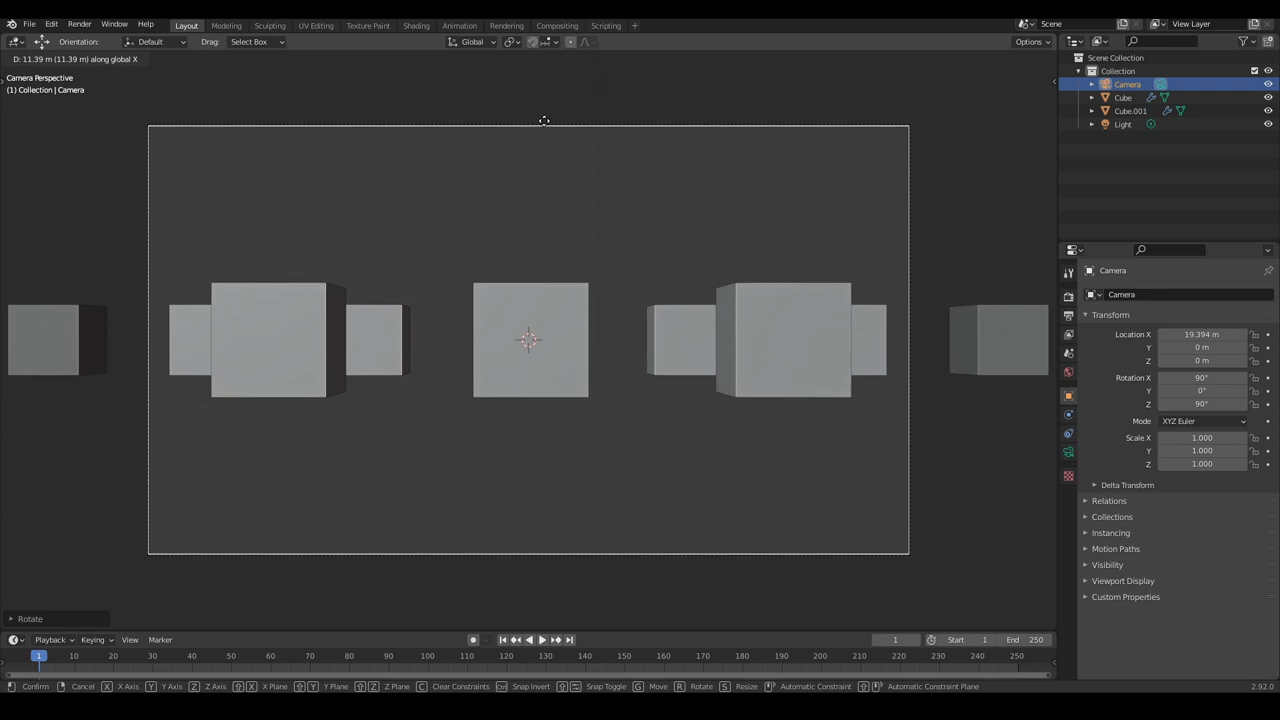 File Edit Render Window Help Layout Modeling Sculpting UV Editing Texture Paint Shading Animation Rendering Compositing Scripting + Scene View Layer
Orientation: Default Drag: Select Box Global Options
D: 11.39 m (11.39 m) along global X
Camera Perspective
(1) Collection | Camera
Scene Collection
Collection
Camera
Cube
Cube.001
Light
Camera
Camera
Transform
Location X 19.394 m
Y 0 m
Z 0 m
Rotation X 90°
Y 0°
Z 90°
Mode XYZ Euler
Scale X 1.000
Y 1.000
Z 1.000
Delta Transform
Relations
Collections
Instancing
Motion Paths
Visibility
Viewport Display
Custom Properties
Rotate
Playback Keying View Marker 1 Start 1 End 250
1 10 20 30 40 50 60 70 80 90 100 110 120 130 140 150 160 170 180 190 200 210 220 230 240 250
Confirm Cancel X X Axis Y Y Axis Z Z Axis X X Plane Y Y Plane Z Z Plane C Clear Constraints Ctrl Snap Invert Snap Toggle G Move R Rotate S Resize Automatic Constraint Automatic Constraint Plane 2.92.0